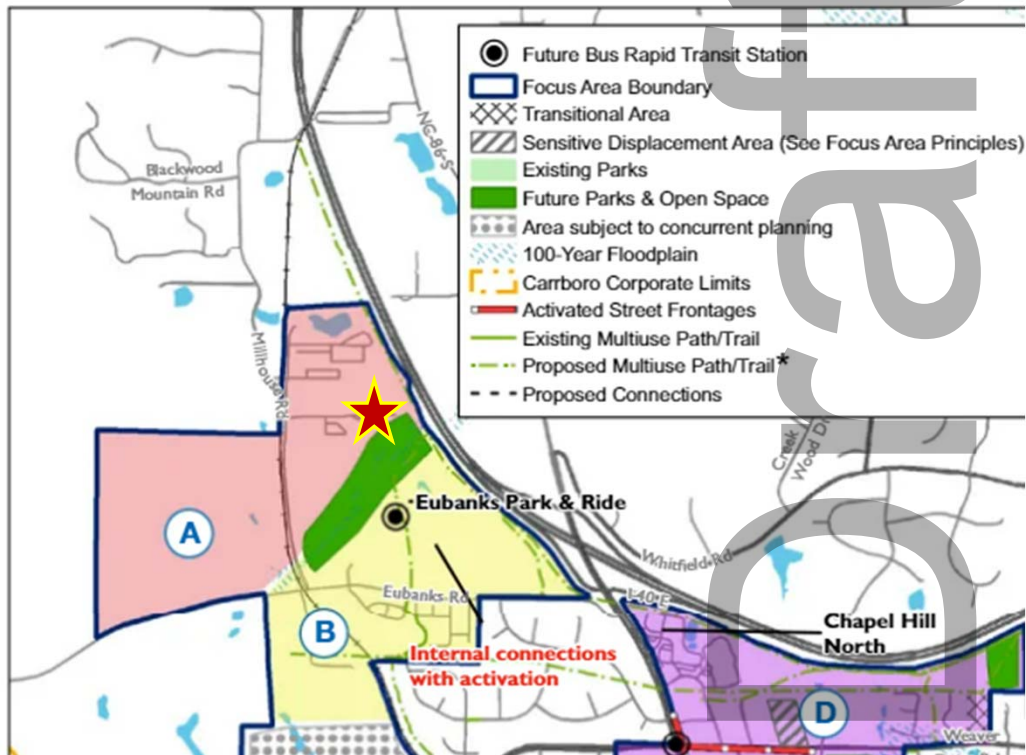 Future Bus Rapid Transit Station
Focus Area Boundary
Transitional Area
Sensitive Displacement Area (See Focus Area Principles)
Existing Parks
Future Parks & Open Space
Area subject to concurrent planning
100-Year Floodplain
Carrboro Corporate Limits
Activated Street Frontages
Existing Multiuse Path/Trail
Proposed Multiuse Path/Trail*
Proposed Connections
Draft
NC-86-S
Blackwood
Mountain Rd
Millhouse Rd
Creek
Wood Dr
A
Eubanks Park & Ride
Whitfield Rd
Eubanks Rd
I-40 E
B
Chapel Hill
North
Internal connections
with activation
D
Weaver